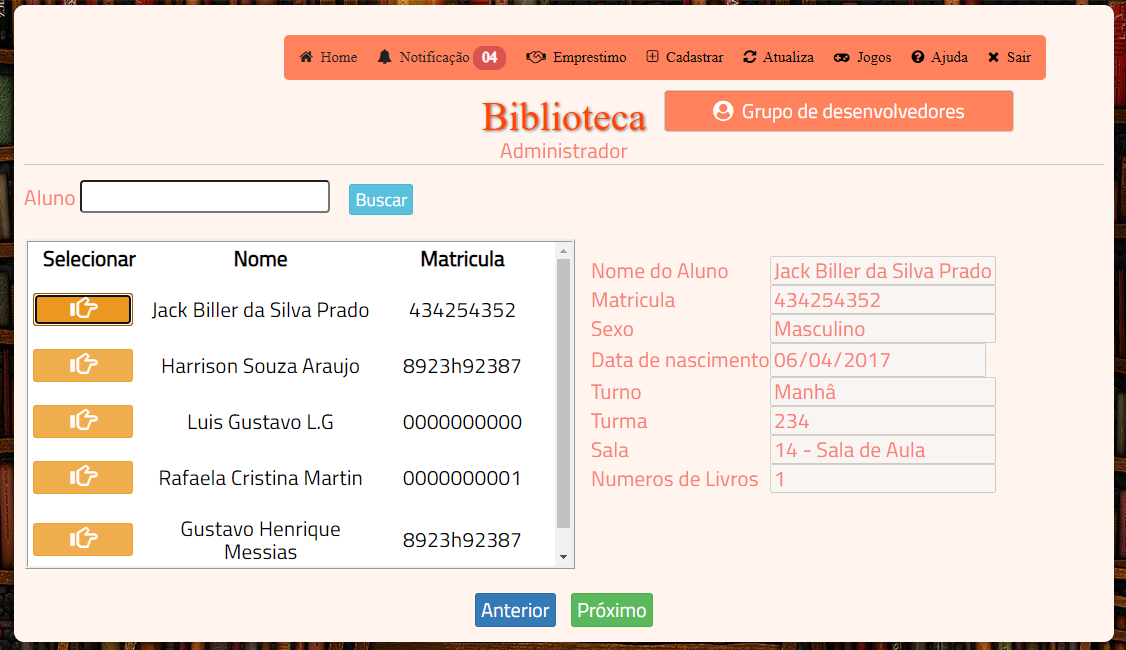 Home Notificação 04 Emprestimo Cadastrar Atualiza Jogos Ajuda Sair
Biblioteca
Grupo de desenvolvedores
Administrador
Aluno
Buscar
Selecionar Nome Matricula
Jack Biller da Silva Prado 434254352
Harrison Souza Araujo 8923h92387
Luis Gustavo L.G 0000000000
Rafaela Cristina Martin 0000000001
Gustavo Henrique
Messias 8923h92387
Nome do Aluno Jack Biller da Silva Prado
Matricula 434254352
Sexo Masculino
Data de nascimento 06/04/2017
Turno Manhâ
Turma 234
Sala 14 - Sala de Aula
Numeros de Livros 1
Anterior Próximo